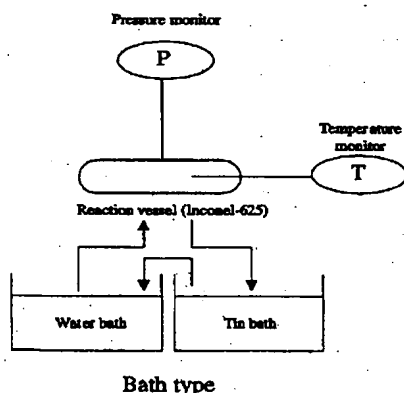 Pressure monitor
P
Temperature
monitor
T
Reaction vessel (Inconel-625)
Water bath
Tin bath
Bath type